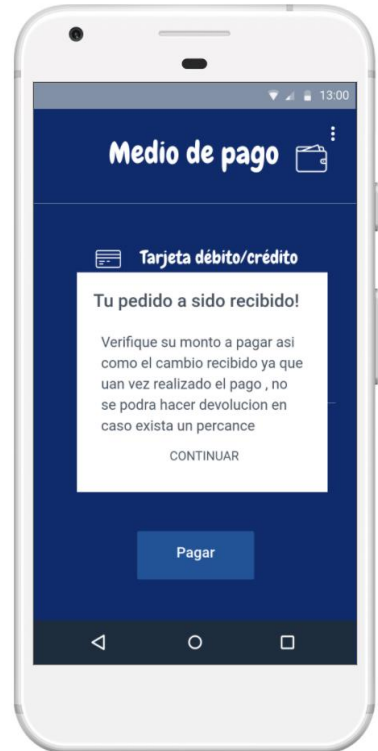 13:00
Medio de pago
Tarjeta débito/crédito
Tu pedido a sido recibido!
Verifique su monto a pagar asi
como el cambio recibido ya que
uan vez realizado el pago , no
se podra hacer devolucion en
caso exista un percance
CONTINUAR
Pagar